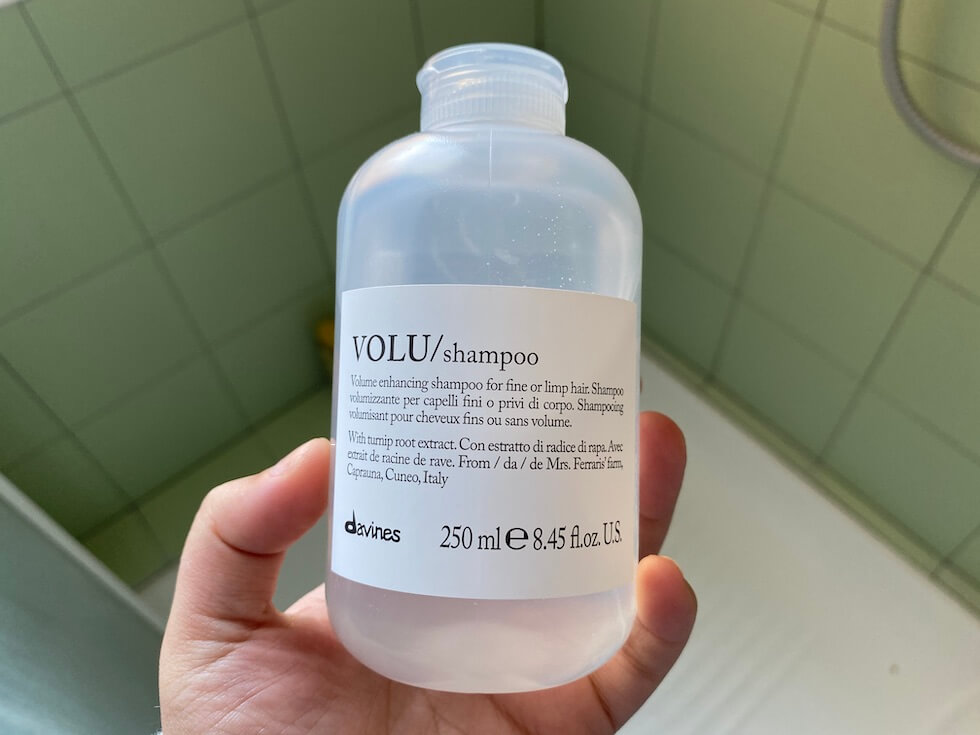 VOLU/shampoo
Volume enhancing shampoo for fine or limp hair. Shampoo
volumizzante per capelli fini o privi di corpo. Shampooing
volumisant pour cheveux fins ou sans volume.
With turnip root extract. Con estratto di radice di rapa. Avec
extrait de racine de rave. From / da / de Mrs. Ferraris' farm,
Caprauna, Cuneo, Italy
davines 250 ml ℮ 8.45 fl.oz. U.S.